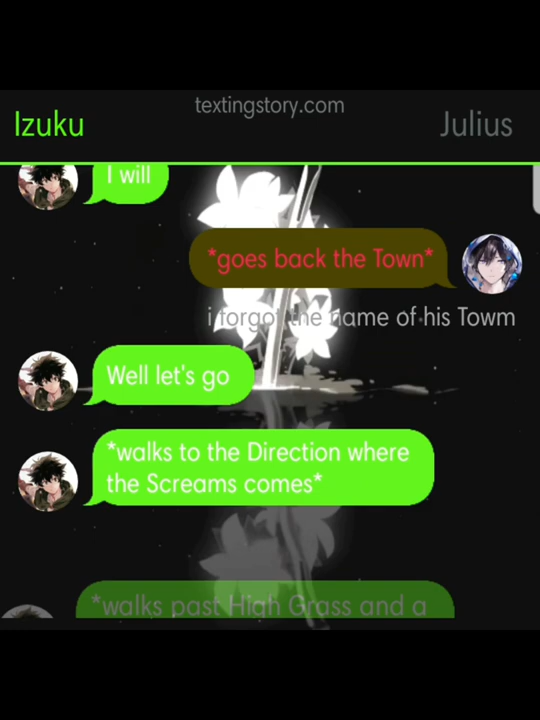 textingstory.com
Izuku
Julius
I will
*goes back the Town*
i forgot the name of his Towm
Well let's go
*walks to the Direction where
the Screams comes*
*walks past High Grass and a